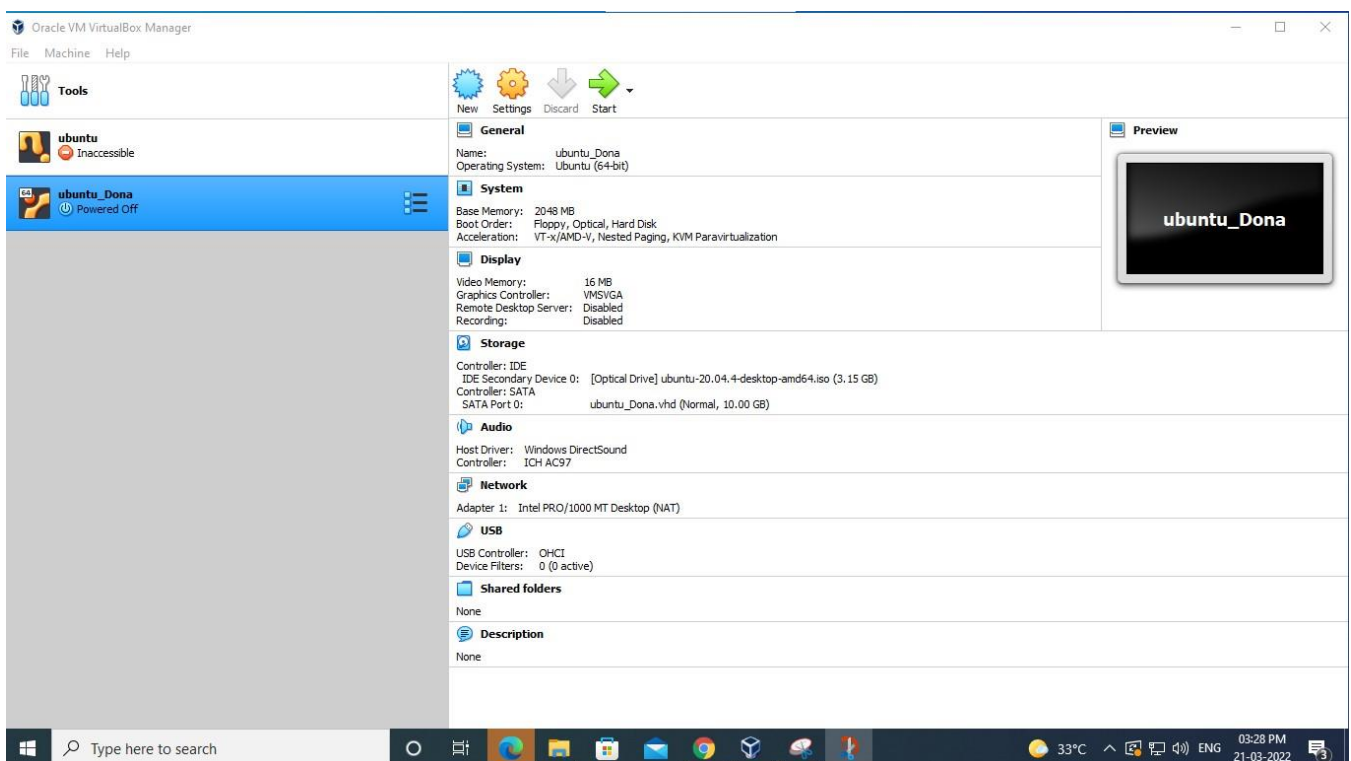 Oracle VM VirtualBox Manager
File Machine Help
Tools
ubuntu
Inaccessible
64
ubuntu_Dona
Powered Off
New Settings Discard Start
General
Name: ubuntu_Dona
Operating System: Ubuntu (64-bit)
System
Base Memory: 2048 MB
Boot Order: Floppy, Optical, Hard Disk
Acceleration: VT-x/AMD-V, Nested Paging, KVM Paravirtualization
Display
Video Memory: 16 MB
Graphics Controller: VMSVGA
Remote Desktop Server: Disabled
Recording: Disabled
Preview
ubuntu_Dona
Storage
Controller: IDE
IDE Secondary Device 0: [Optical Drive] ubuntu-20.04.4-desktop-amd64.iso (3.15 GB)
Controller: SATA
SATA Port 0: ubuntu_Dona.vhd (Normal, 10.00 GB)
Audio
Host Driver: Windows DirectSound
Controller: ICH AC97
Network
Adapter 1: Intel PRO/1000 MT Desktop (NAT)
USB
USB Controller: OHCI
Device Filters: 0 (0 active)
Shared folders
None
Description
None
Type here to search
33°C
ENG
03:28 PM
21-03-2022
3